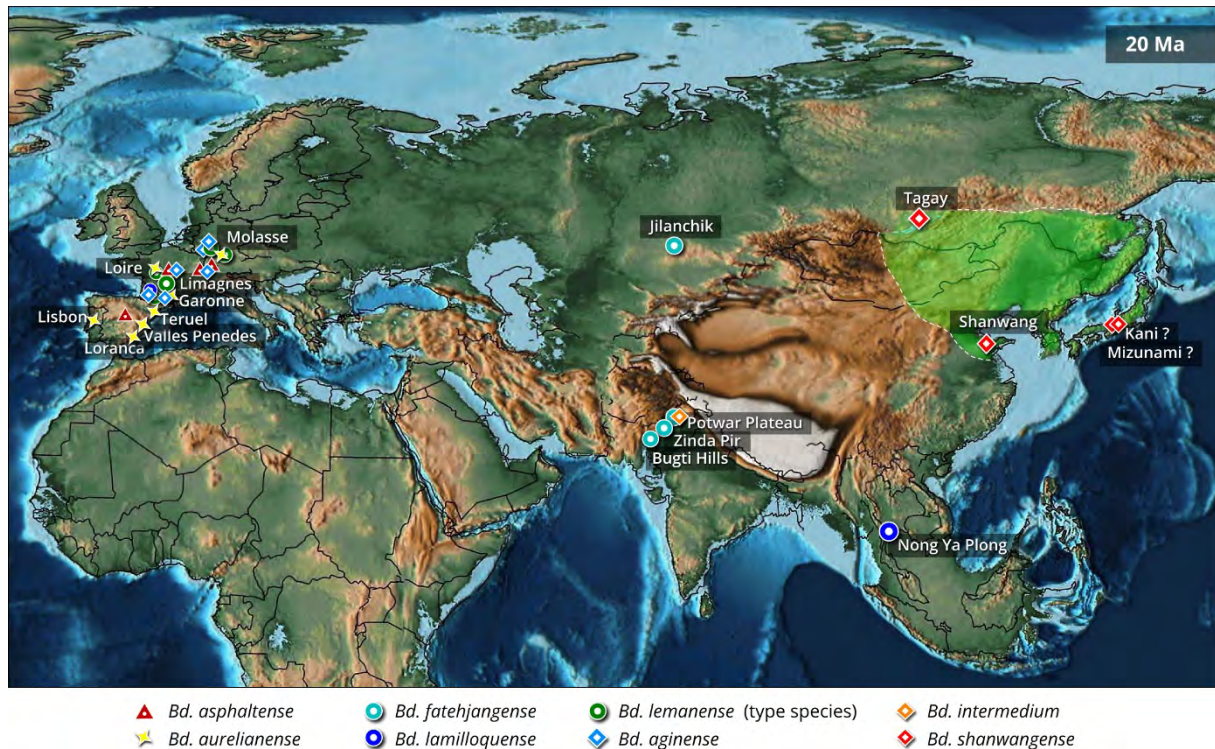 20 Ma
Tagay
Jilanchik
Molasse
Loire
Limagnes
Garonne
Lisbon
Teruel
Valles Penedes
Loranca
Shanwang
Kani ?
Mizunami ?
Potwar Plateau
Zinda Pir
Bugti Hills
Nong Ya Plong
Bd. asphaltense
Bd. fatehjangense
Bd. lemanense (type species)
Bd. intermedium
Bd. aurelianense
Bd. lamilloquense
Bd. aginense
Bd. shanwangense